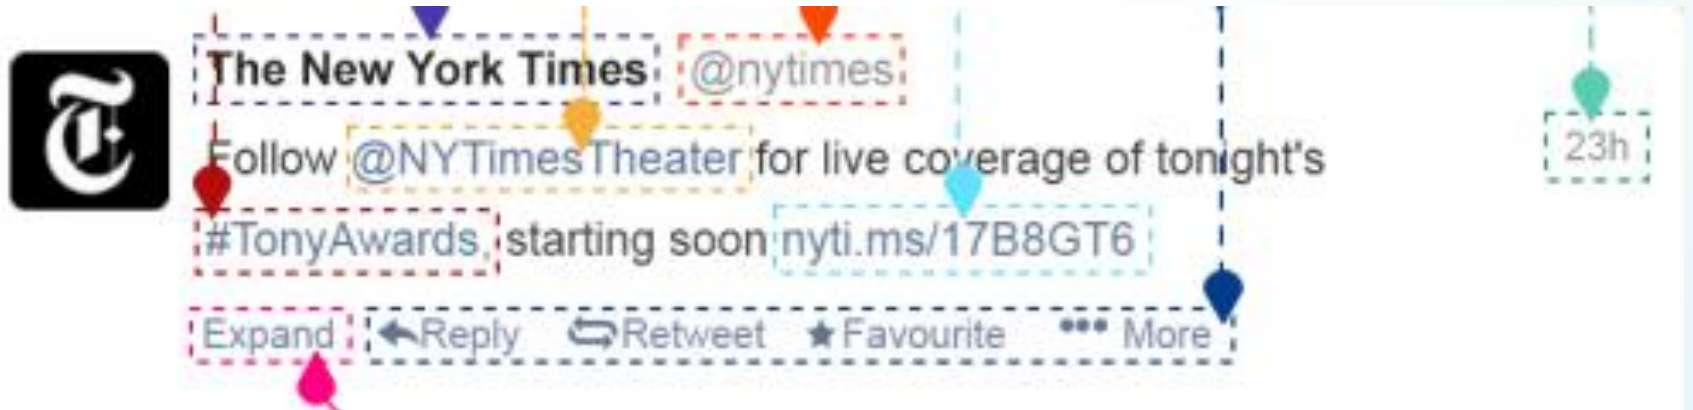 The New York Times @nytimes
Follow @NYTimesTheater for live coverage of tonight's 23h
#TonyAwards, starting soon nyti.ms/17B8GT6
Expand Reply Retweet Favourite More